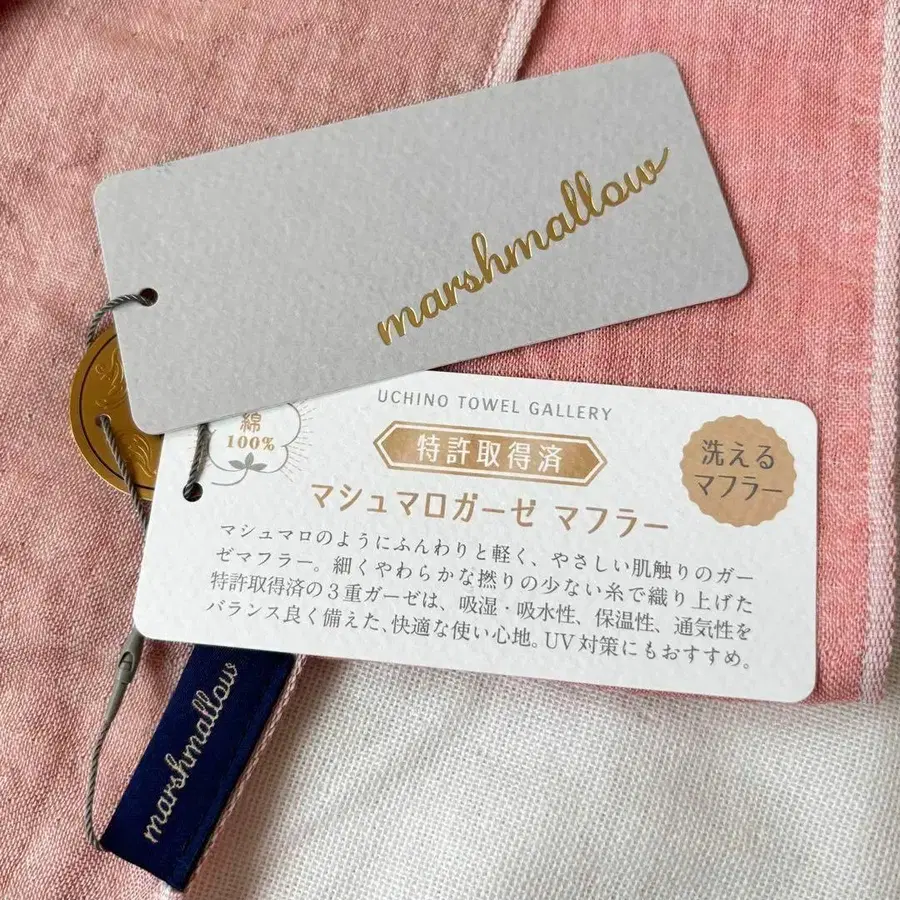 marshmallow
UCHINO TOWEL GALLERY
綿
100%
特許取得済
洗える
マフラー
マシュマロガーゼ マフラー
マシュマロのようにふんわりと軽く、やさしい肌触りのガー
ゼマフラー。細くやわらかな撚りの少ない糸で織り上げた
特許取得済の3重ガーゼは、吸湿・吸水性、保温性、通気性を
バランス良く備えた、快適な使い心地。UV対策にもおすすめ。
marshmallow